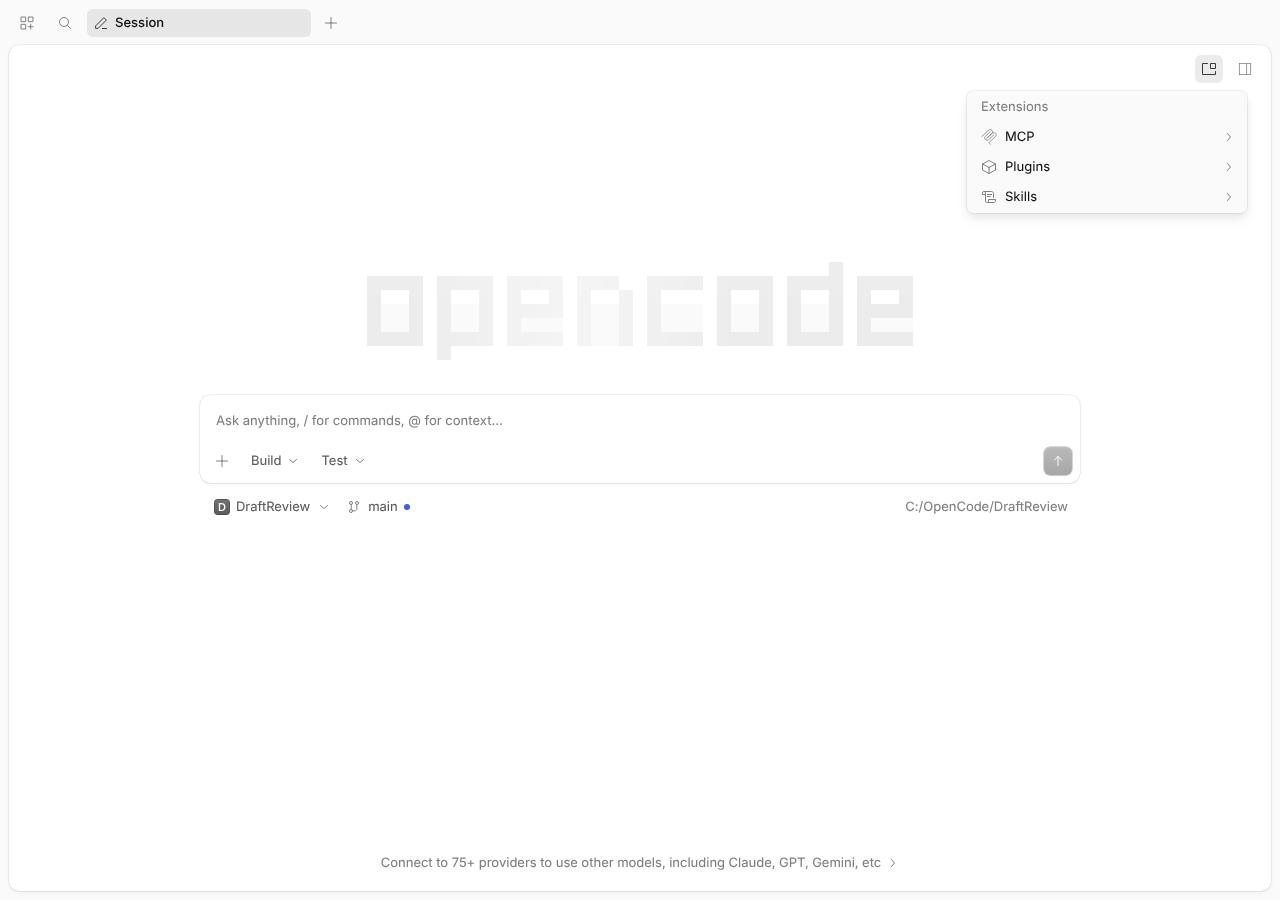 Session
Extensions
MCP
Plugins
Skills
opencode
Ask anything, / for commands, @ for context...
Build
Test
D DraftReview
main
C:/OpenCode/DraftReview
Connect to 75+ providers to use other models, including Claude, GPT, Gemini, etc